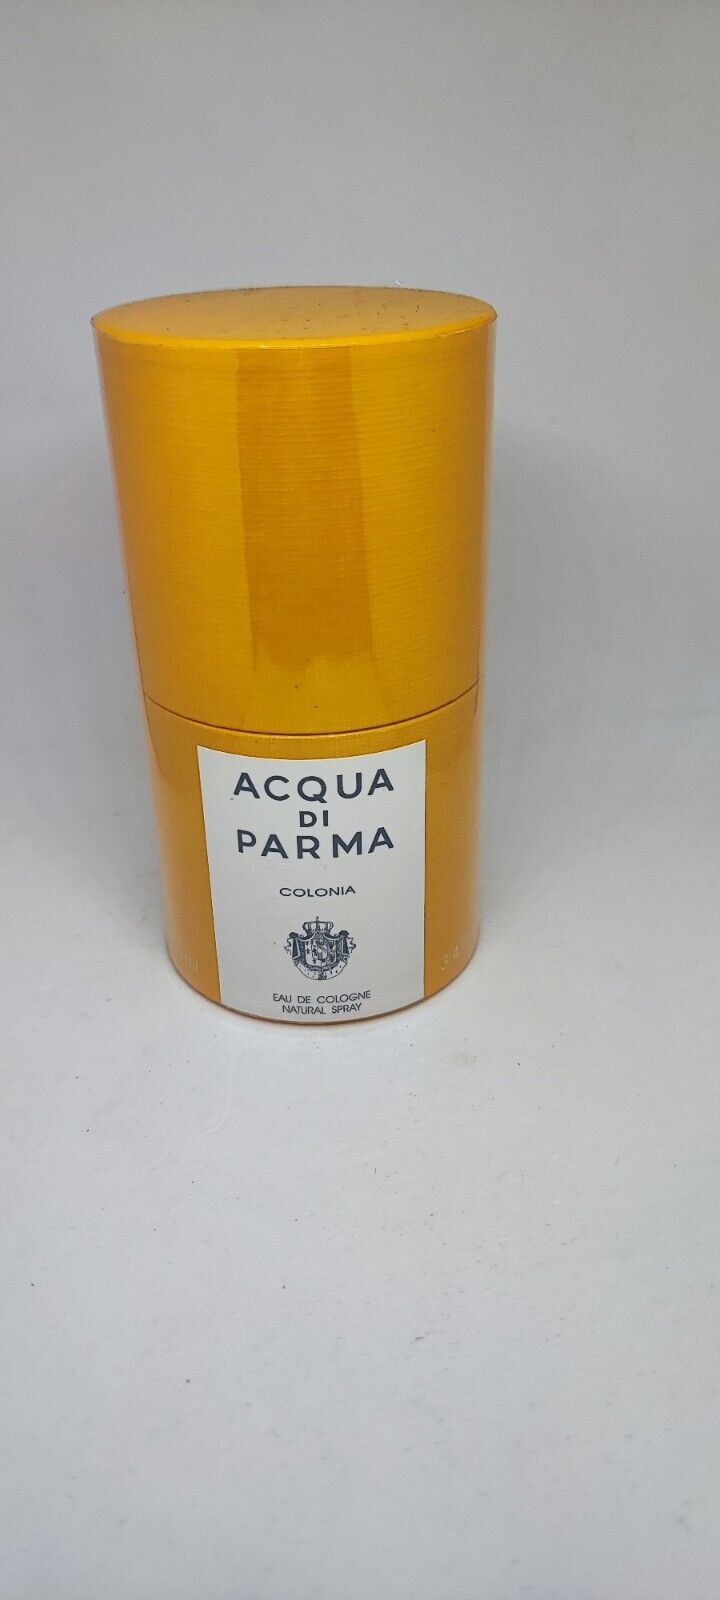 ACQUA
DI
PARMA
COLONIA
EAU DE COLOGNE
NATURAL SPRAY